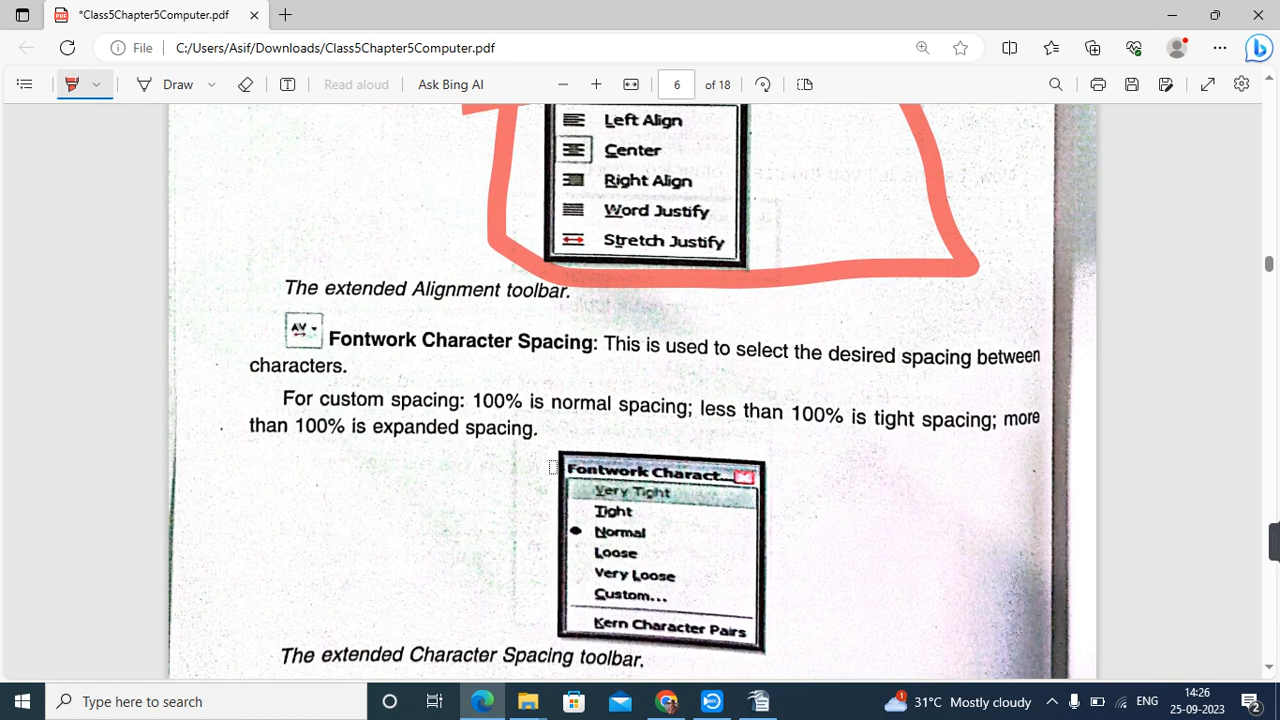 *Class5Chapter5Computer.pdf
File C:/Users/Asif/Downloads/Class5Chapter5Computer.pdf
Draw Read aloud Ask Bing AI 6 of 18
Left Align
Center
Right Align
Word Justify
Stretch Justify
The extended Alignment toolbar.
AV Fontwork Character Spacing: This is used to select the desired spacing between
characters.
For custom spacing: 100% is normal spacing; less than 100% is tight spacing; more
than 100% is expanded spacing.
Fontwork Charact...
Very Tight
Tight
Normal
Loose
Very Loose
Custom...
Kern Character Pairs
The extended Character Spacing toolbar.
Type here to search 1 31°C Mostly cloudy ENG 14:26
25-09-2023 2